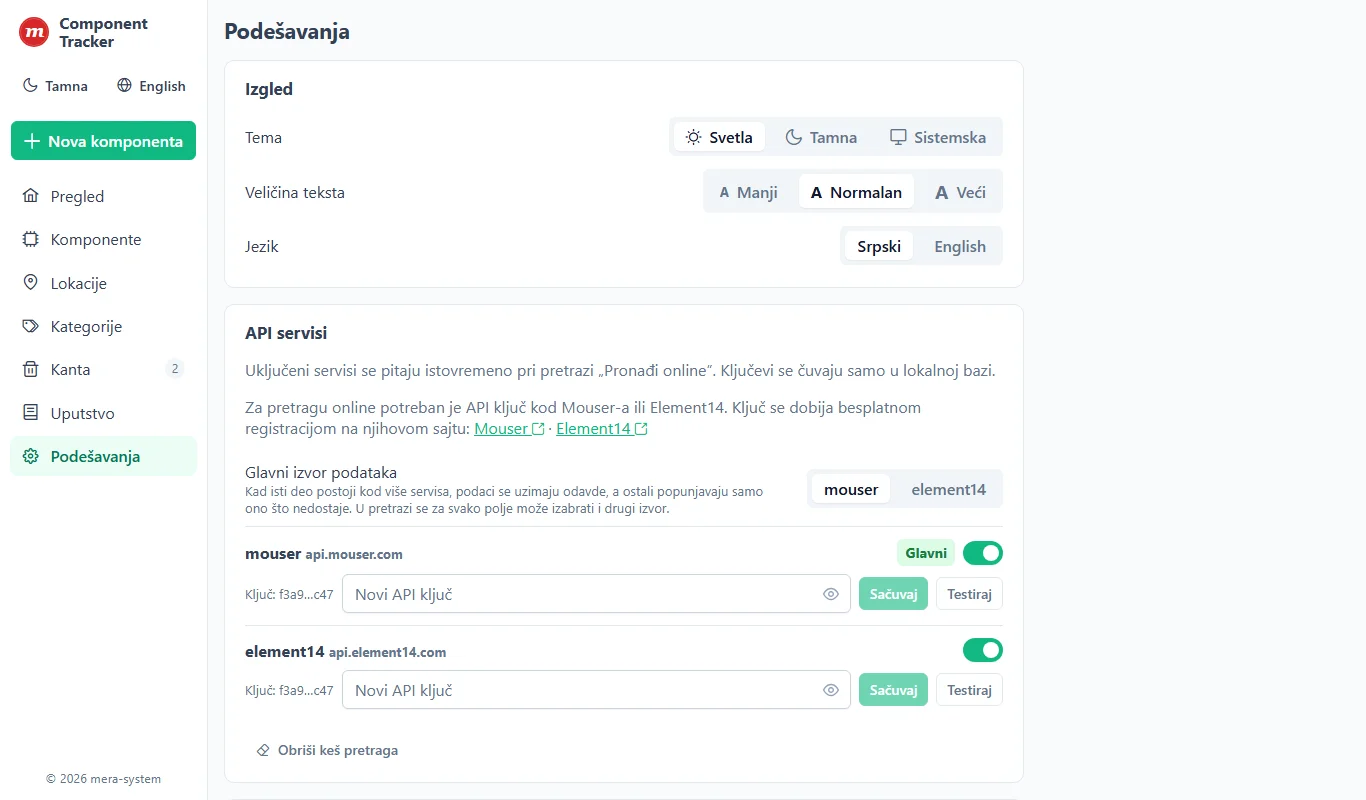 m Component
Tracker
Tamna English
Nova komponenta
Pregled
Komponente
Lokacije
Kategorije
Kanta 2
Uputstvo
Podešavanja
© 2026 mera-system
Podešavanja
Izgled
Tema Svetla Tamna Sistemska
Veličina teksta A Manji A Normalan A Veći
Jezik Srpski English
API servisi
Uključeni servisi se pitaju istovremeno pri pretrazi „Pronađi online“. Ključevi se čuvaju samo u lokalnoj bazi.
Za pretragu online potreban je API ključ kod Mouser-a ili Element14. Ključ se dobija besplatnom
registracijom na njihovom sajtu: Mouser · Element14
Glavni izvor podataka
Kad isti deo postoji kod više servisa, podaci se uzimaju odavde, a ostali popunjavaju samo
ono što nedostaje. U pretrazi se za svako polje može izabrati i drugi izvor.
mouser element14
mouser api.mouser.com Glavni
Ključ: f3a9...c47 Novi API ključ Sačuvaj Testiraj
element14 api.element14.com
Ključ: f3a9...c47 Novi API ključ Sačuvaj Testiraj
Obriši keš pretraga